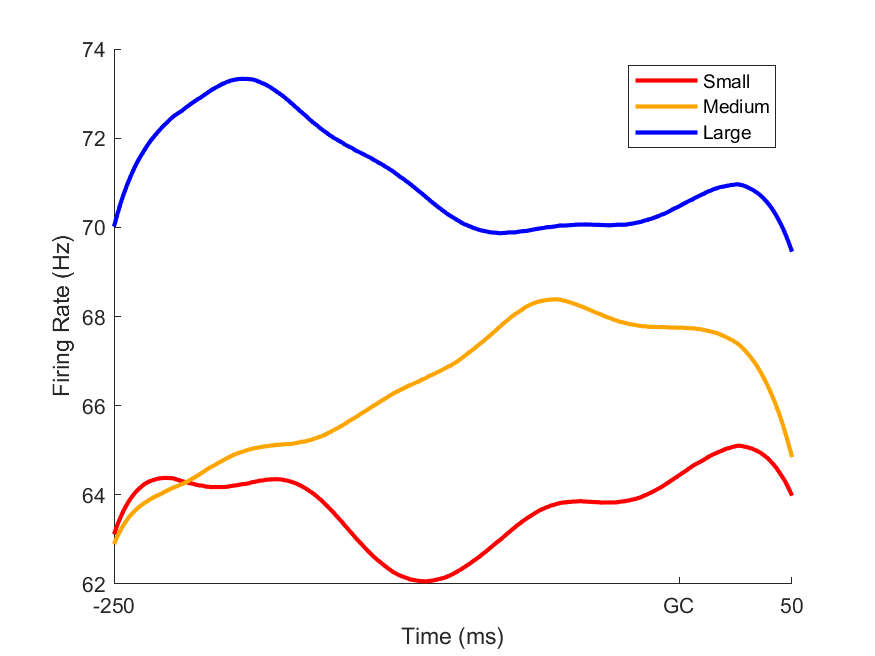 74
72
70
68
66
64
62
Firing Rate (Hz)
Small
Medium
Large
-250
GC
50
Time (ms)